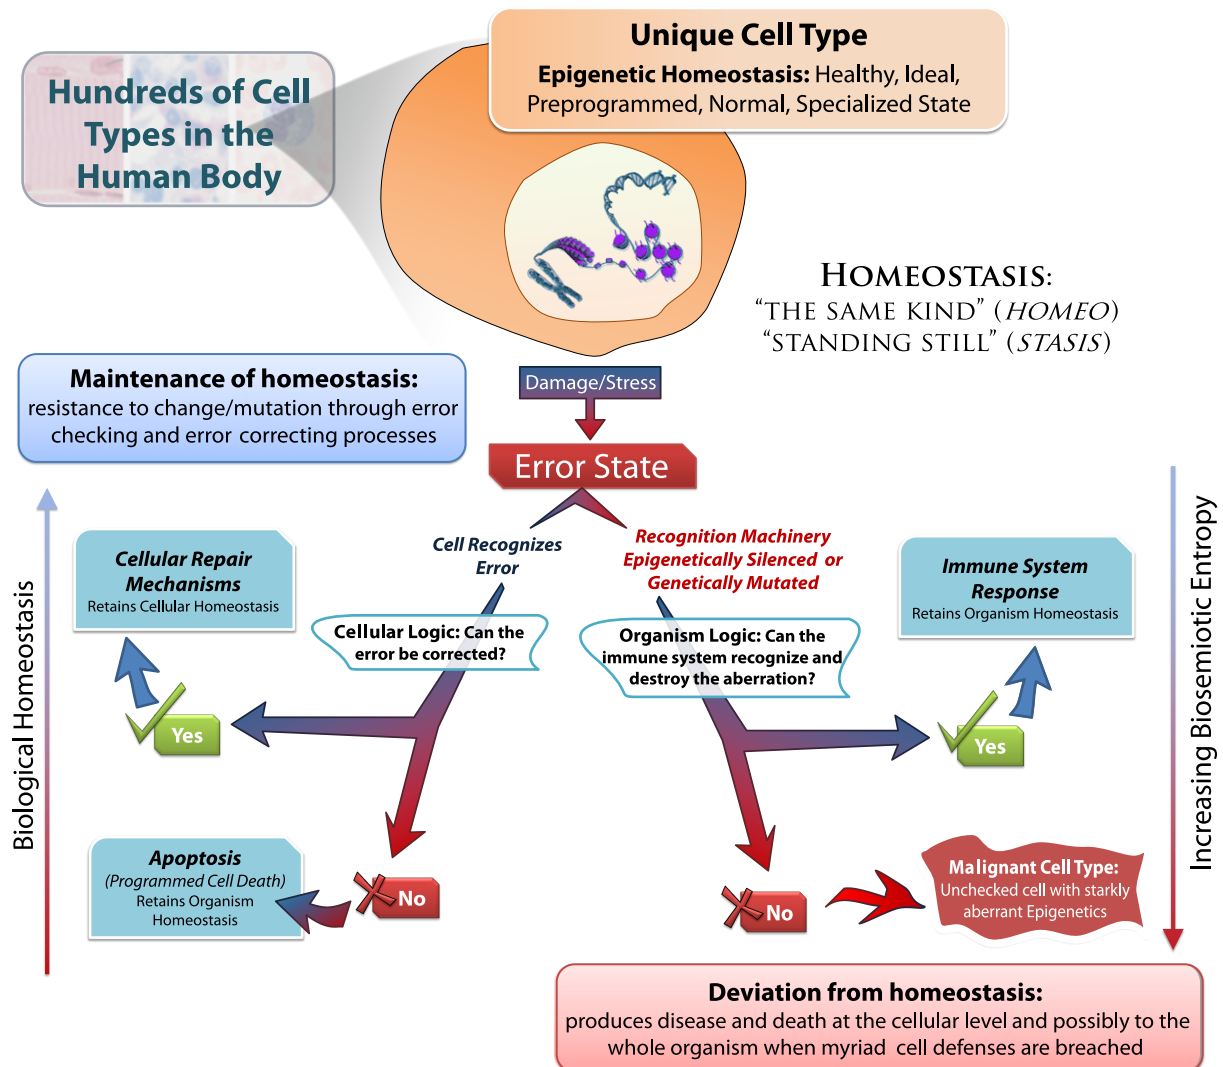 Unique Cell Type
Epigenetic Homeostasis: Healthy, Ideal,
Preprogrammed, Normal, Specialized State
Hundreds of Cell
Types in the
Human Body
HOMEOSTASIS:
“THE SAME KIND” (HOMEO)
“STANDING STILL” (STASIS)
Maintenance of homeostasis:
resistance to change/mutation through error
checking and error correcting processes
Damage/Stress
Error State
Biological Homeostasis
Cell Recognizes
Error
Recognition Machinery
Epigenetically Silenced or
Genetically Mutated
Cellular Repair
Mechanisms
Retains Cellular Homeostasis
Immune System
Response
Retains Organism Homeostasis
Cellular Logic: Can the
error be corrected?
Organism Logic: Can the
immune system recognize and
destroy the aberration?
Yes
Yes
Increasing Biosemiotic Entropy
Apoptosis
(Programmed Cell Death)
Retains Organism
Homeostasis
No
No
Malignant Cell Type:
Unchecked cell with starkly
aberrant Epigenetics
Deviation from homeostasis:
produces disease and death at the cellular level and possibly to the
whole organism when myriad cell defenses are breached